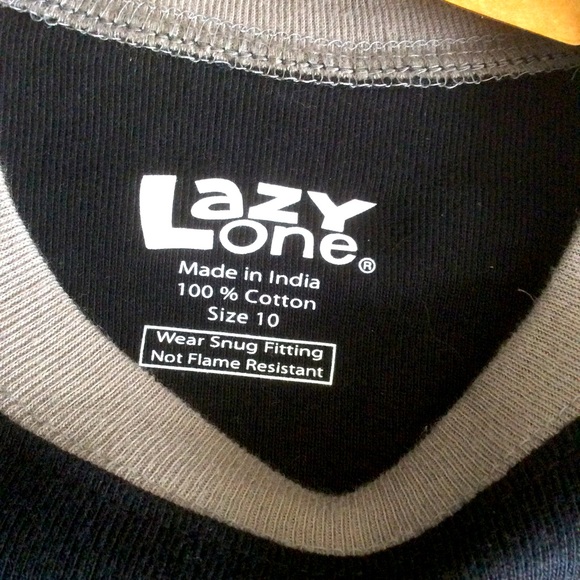 Lazy
One®
Made in India
100 % Cotton
Size 10
Wear Snug Fitting
Not Flame Resistant